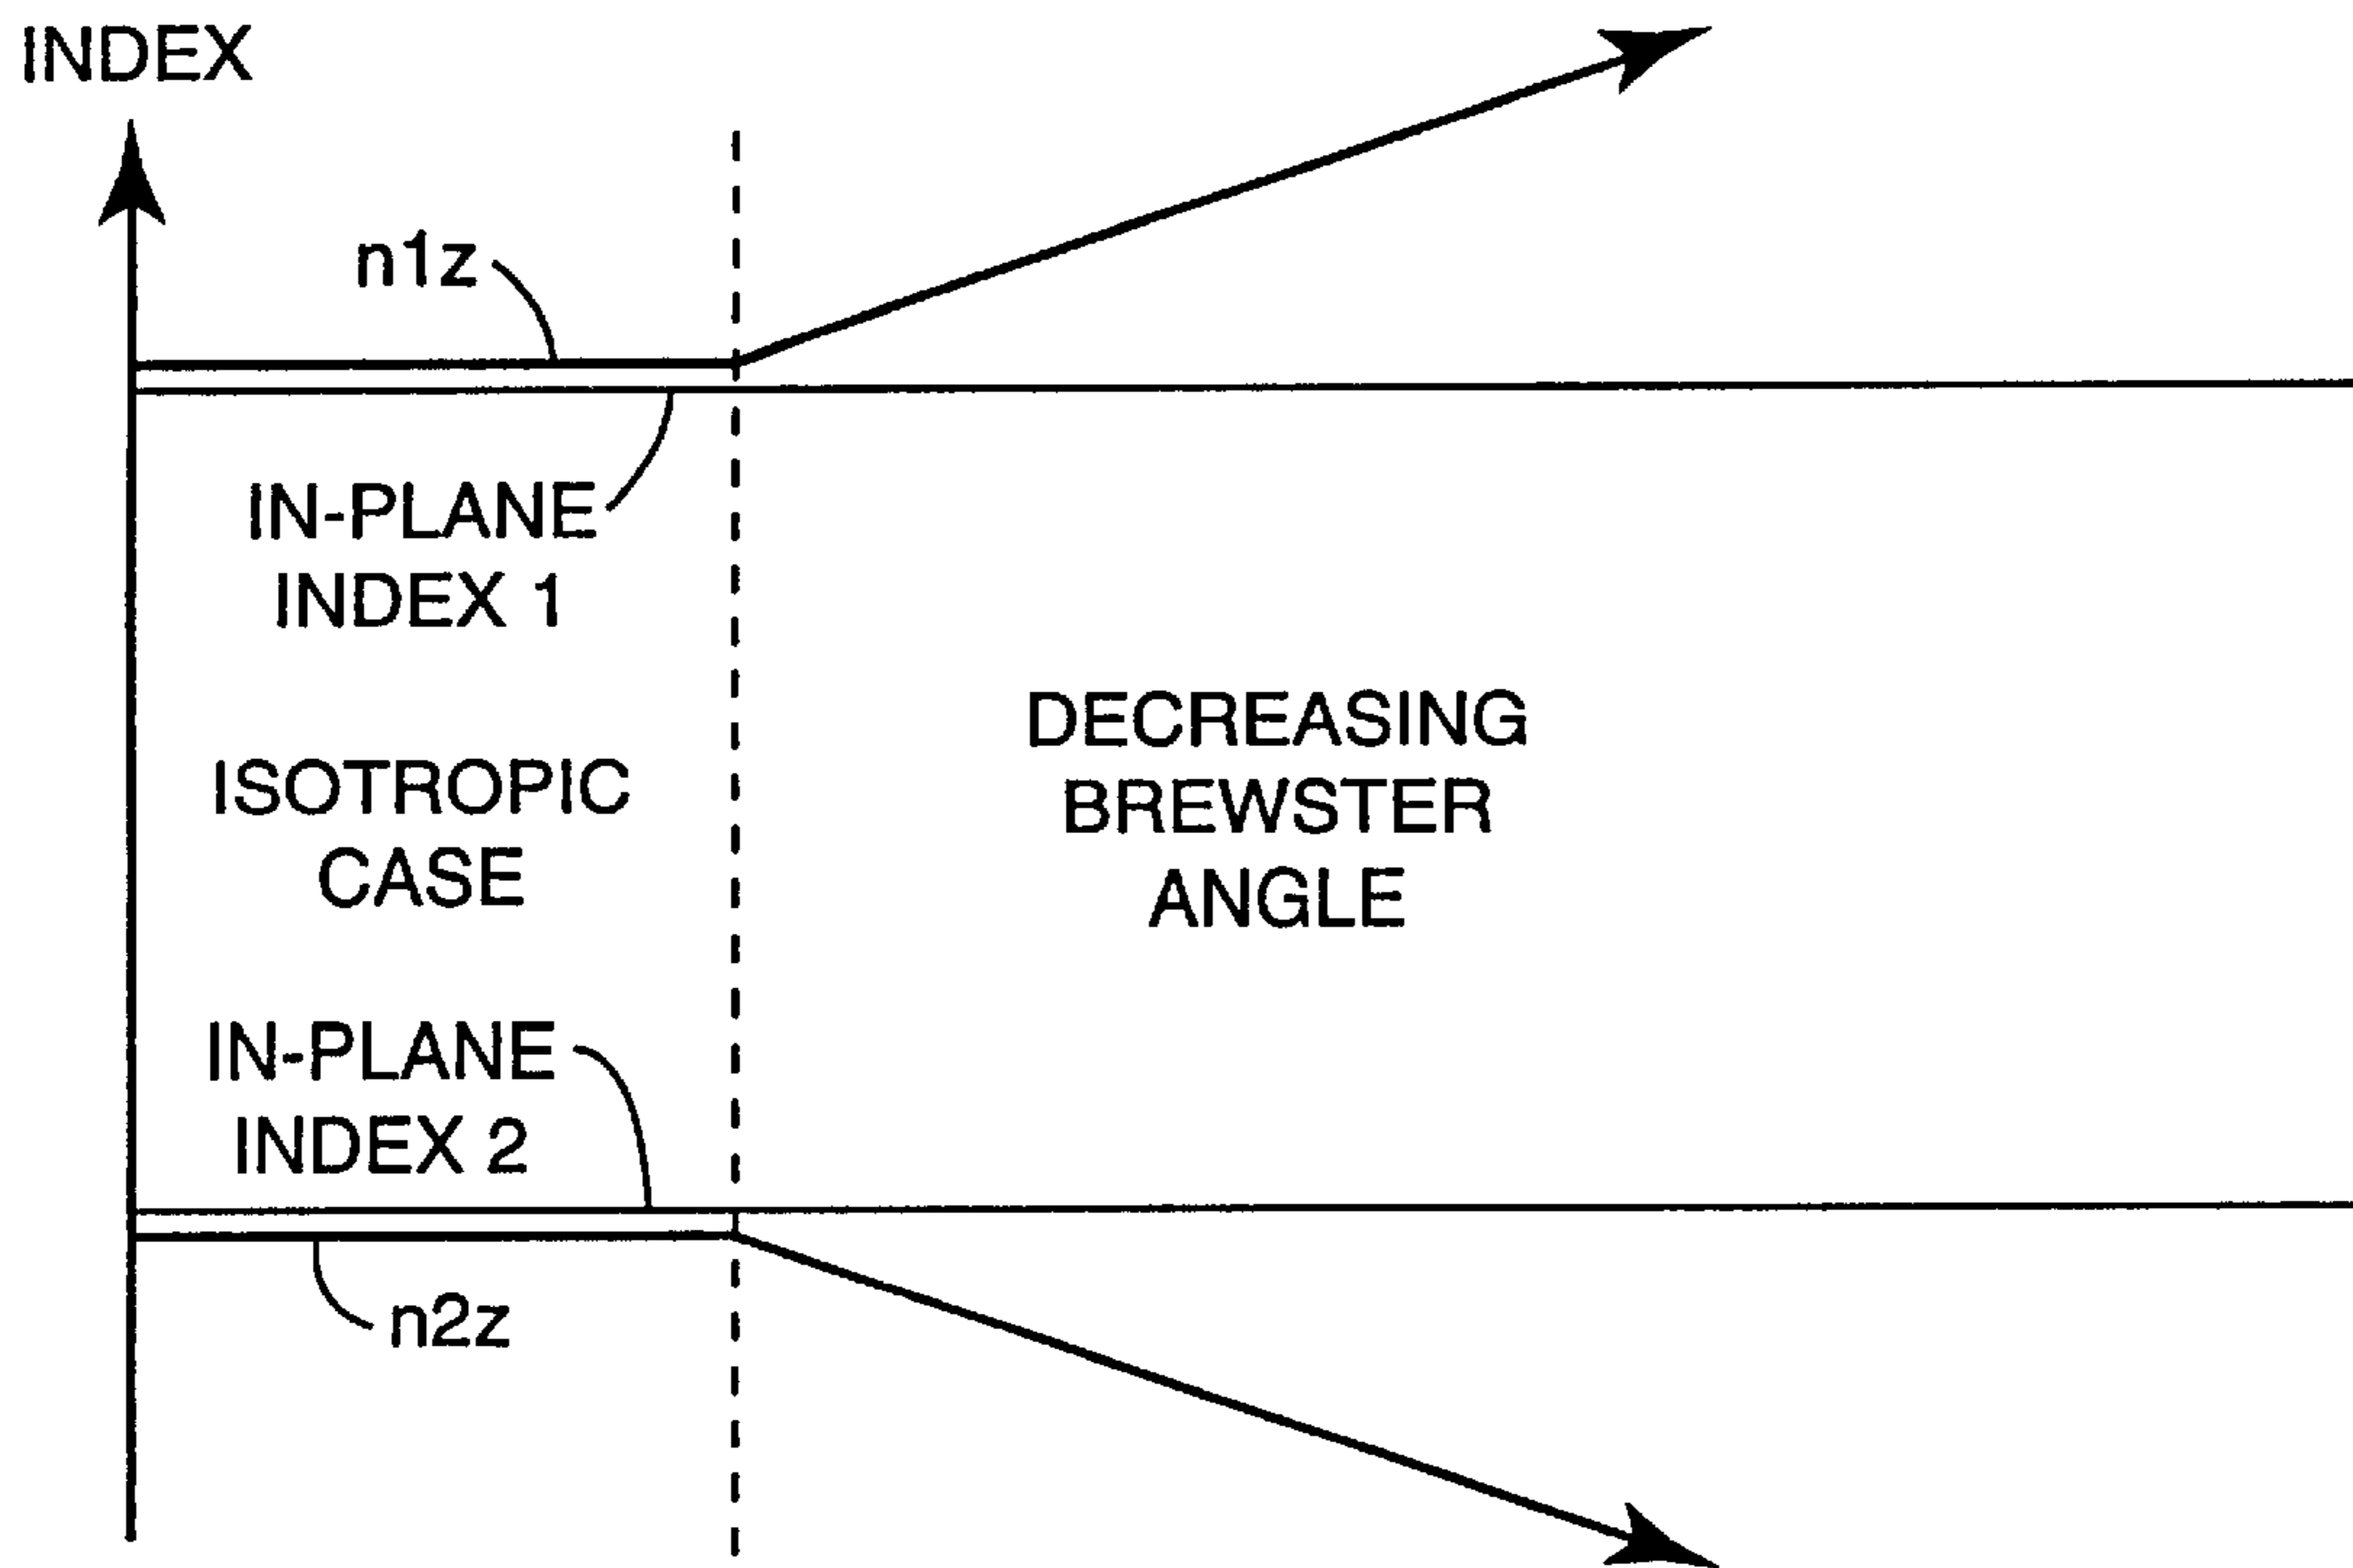 INDEX
n1z
IN-PLANE
INDEX 1
ISOTROPIC
CASE
DECREASING
BREWSTER
ANGLE
IN-PLANE
INDEX 2
n2z